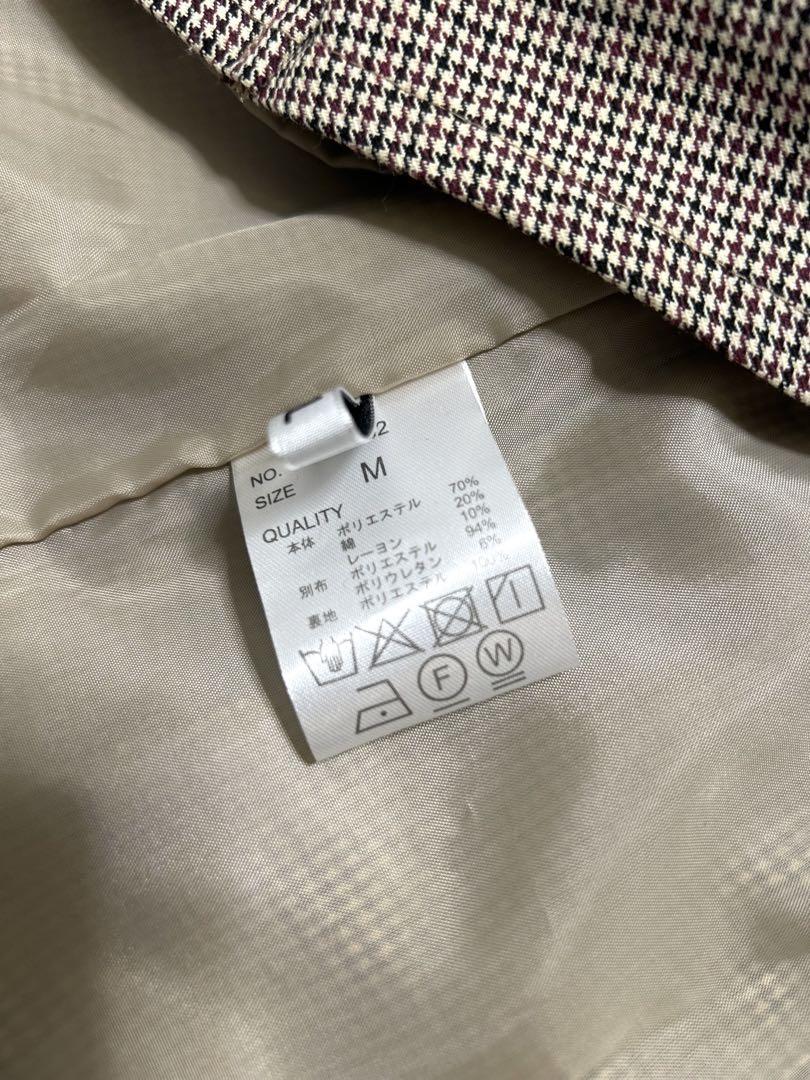 NO.
SIZE M
QUALITY
本体 ポリエステル 70%
綿 20%
レーヨン 10%
別布 ポリエステル 94%
ポリウレタン 6%
裏地 ポリエステル 100%
F W